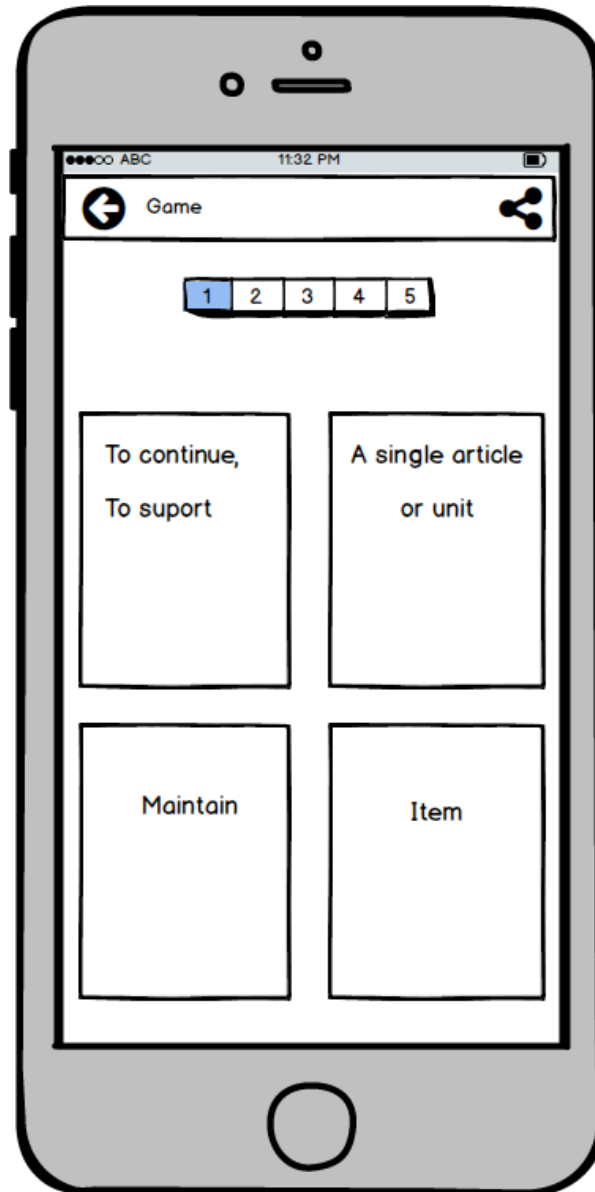 ABC 11:32 PM
Game
1 2 3 4 5
To continue,
To suport
A single article
or unit
Maintain
Item